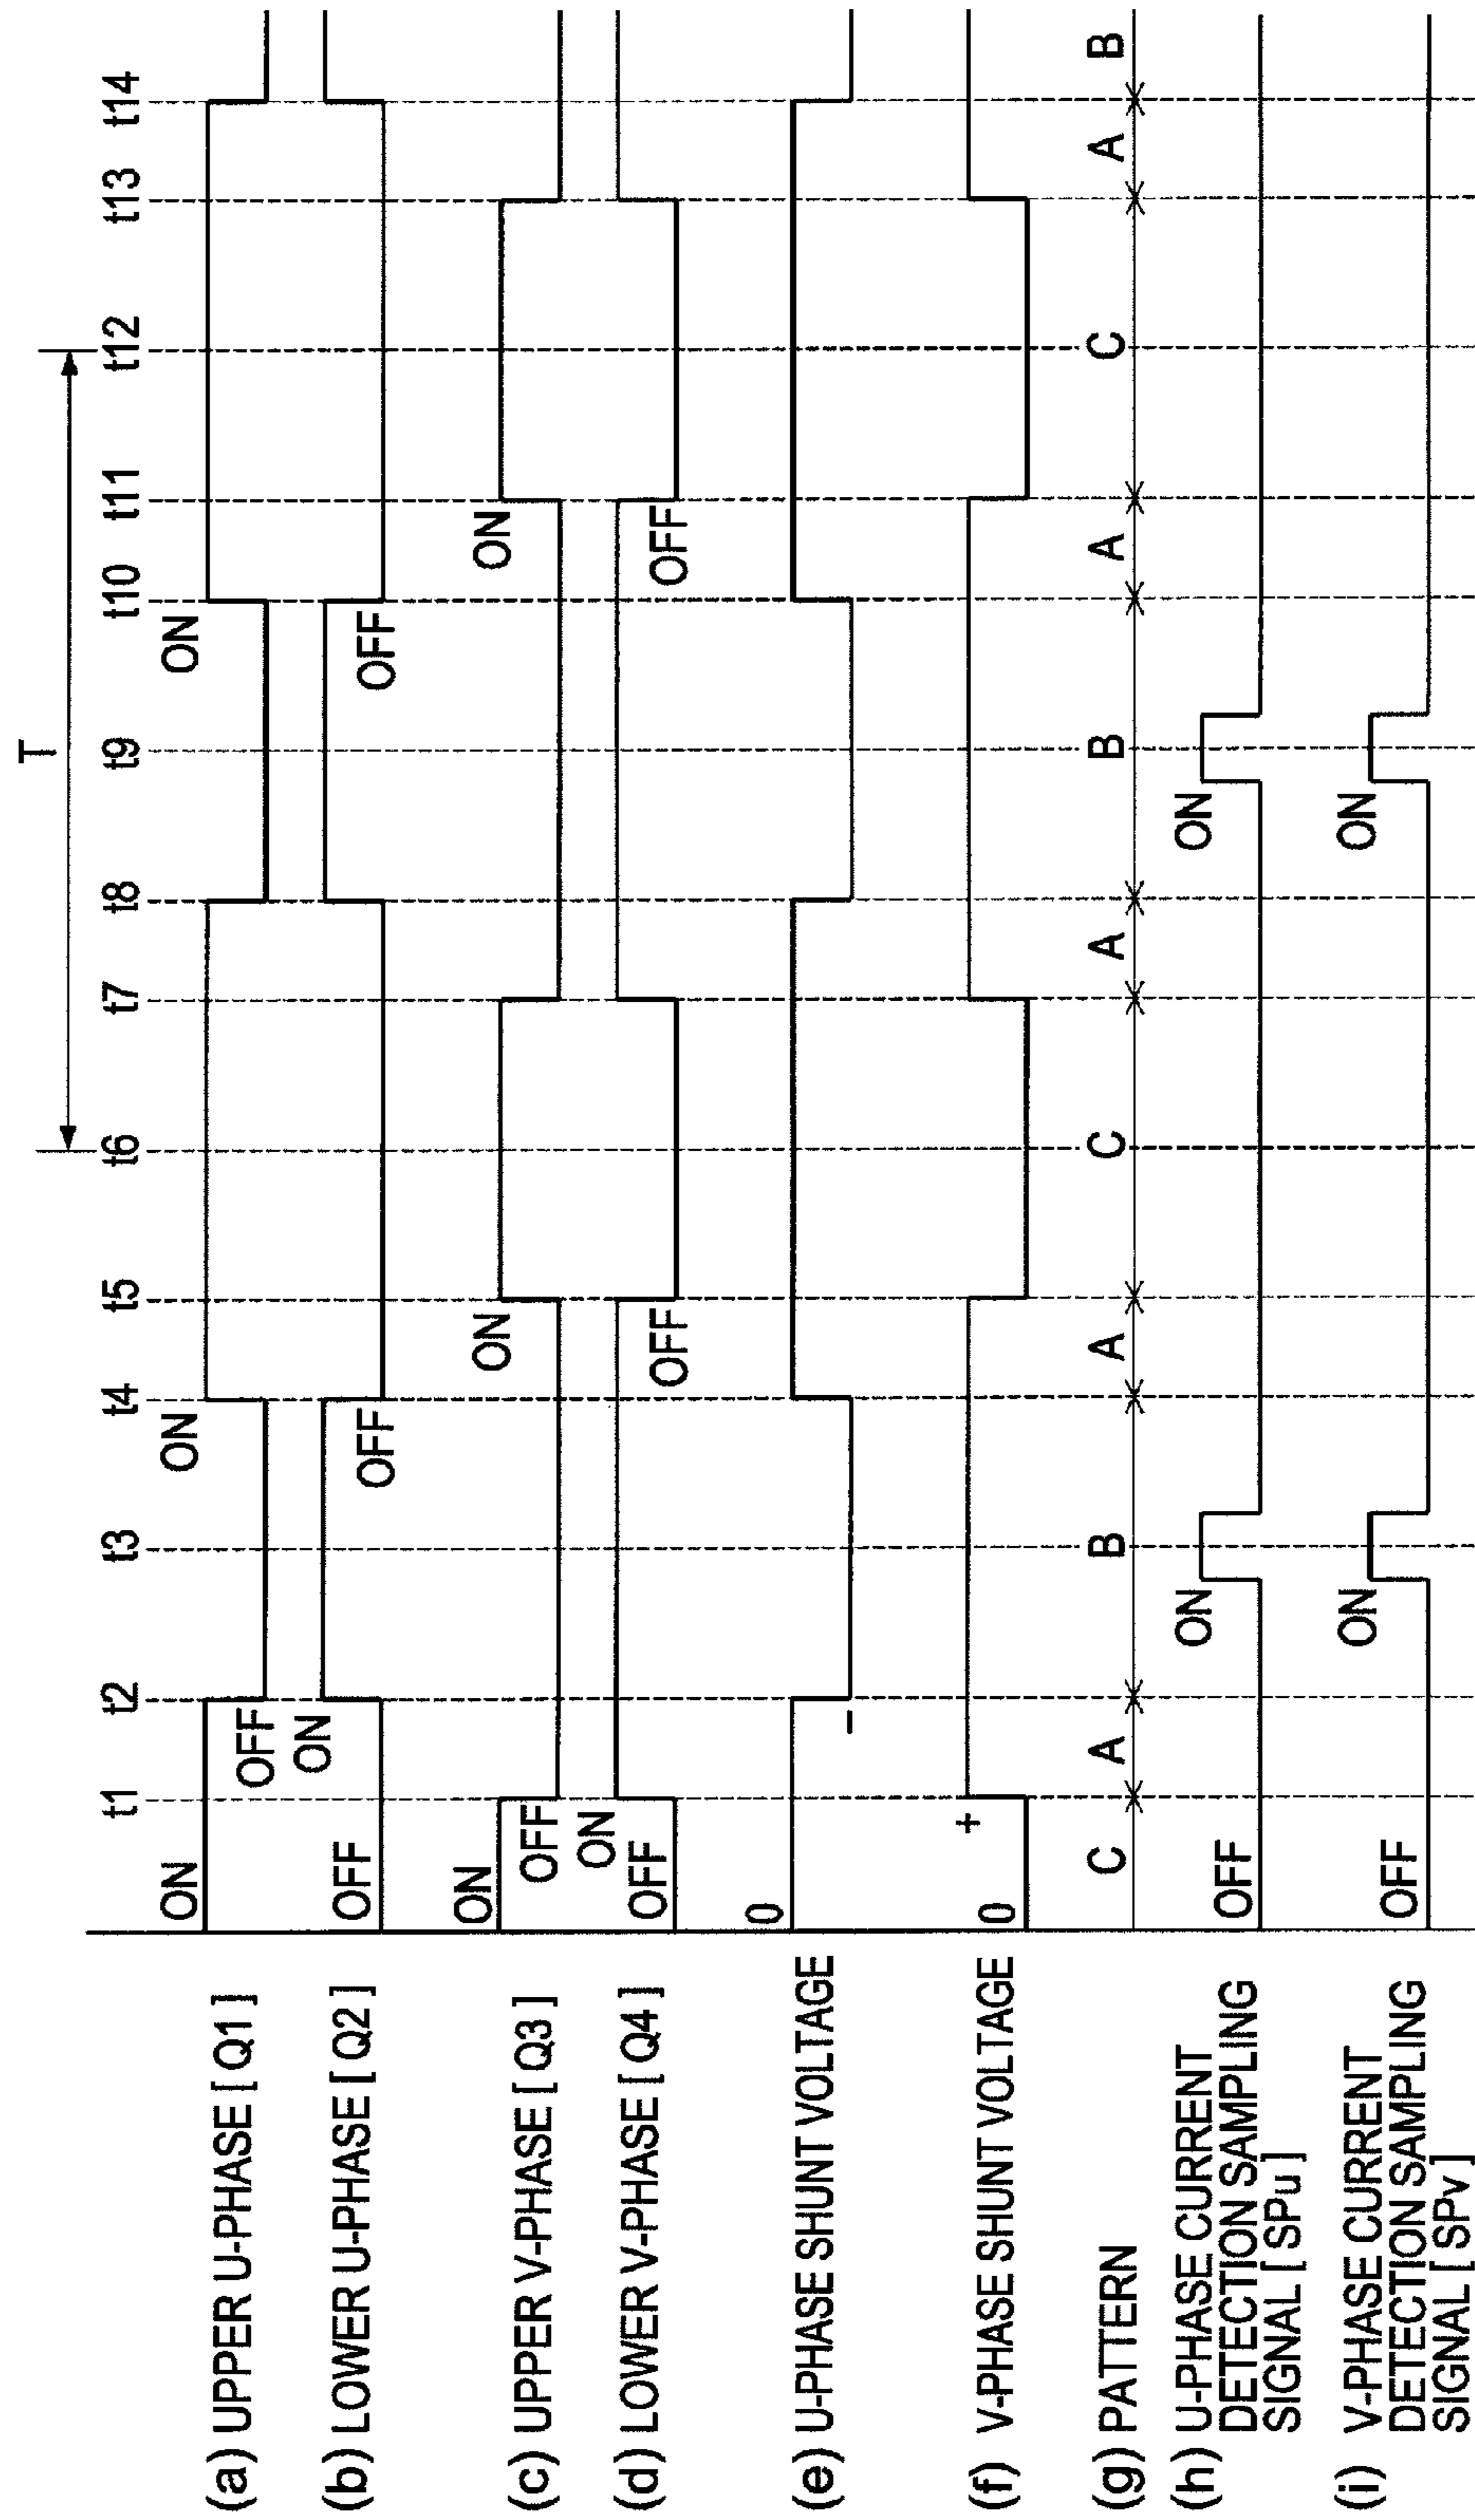 T
t1 t2 t3 t4 t5 t6 t7 t8 t9 t10 t11 t12 t13 t14
(a) UPPER U-PHASE [ Q1 ]
ON OFF ON ON
(b) LOWER U-PHASE [ Q2 ]
OFF ON OFF OFF
(c) UPPER V-PHASE [ Q3 ]
ON OFF ON ON
(d) LOWER V-PHASE [ Q4 ]
OFF ON OFF OFF
(e) U-PHASE SHUNT VOLTAGE
0 −
(f) V-PHASE SHUNT VOLTAGE
0 +
(g) PATTERN
C A B A C A B A C A B
(h) U-PHASE CURRENT
DETECTION SAMPLING
SIGNAL [ SPu ]
OFF ON ON
(i) V-PHASE CURRENT
DETECTION SAMPLING
SIGNAL [ SPv ]
OFF ON ON